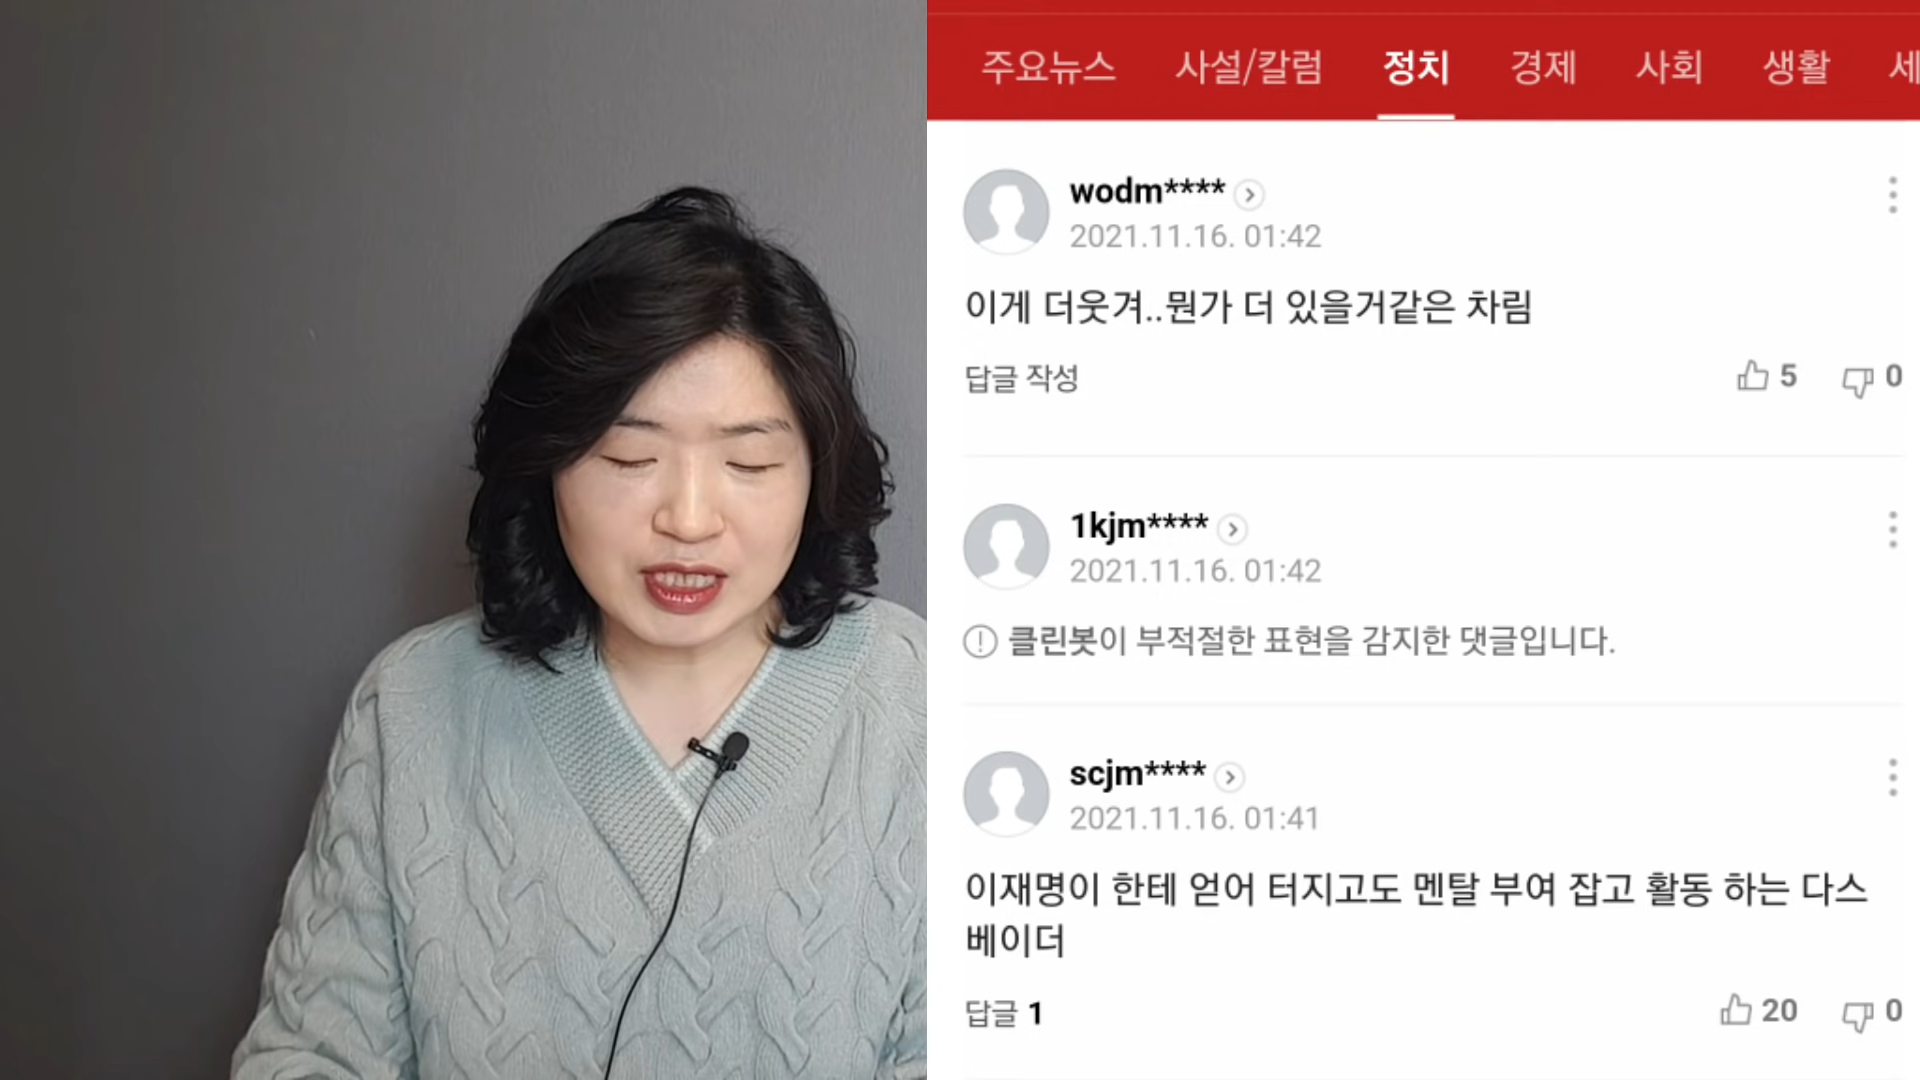 주요뉴스 사설/칼럼 정치 경제 사회 생활 세
wodm****
2021.11.16. 01:42
이게 더웃겨..뭔가 더 있을거같은 차림
답글 작성 5 0
1kjm****
2021.11.16. 01:42
클린봇이 부적절한 표현을 감지한 댓글입니다.
scjm****
2021.11.16. 01:41
이재명이 한테 얻어 터지고도 멘탈 부여 잡고 활동 하는 다스
베이더
답글 1 20 0